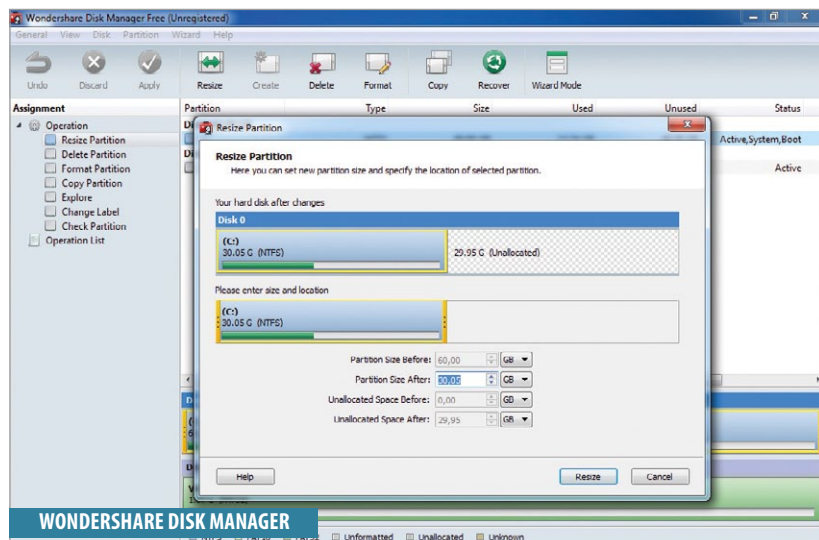 Wondershare Disk Manager Free (Unregistered)
General View Disk Partition Wizard Help
Undo Discard Apply Resize Create Delete Format Copy Recover Wizard Mode
Assignment
Operation
Resize Partition
Delete Partition
Format Partition
Copy Partition
Explore
Change Label
Check Partition
Operation List
Partition Type Size Used Unused Status
Active,System,Boot
Active
Resize Partition
Resize Partition
Here you can set new partition size and specify the location of selected partition.
Your hard disk after changes
Disk 0
(C:)
30.05 G (NTFS) 29.95 G (Unallocated)
Please enter size and location
(C:)
30.05 G (NTFS)
Partition Size Before: 60,00 GB
Partition Size After: 30,05 GB
Unallocated Space Before: 0,00 GB
Unallocated Space After: 29,95 GB
Help Resize Cancel
WONDERSHARE DISK MANAGER
Unformatted Unallocated Unknown